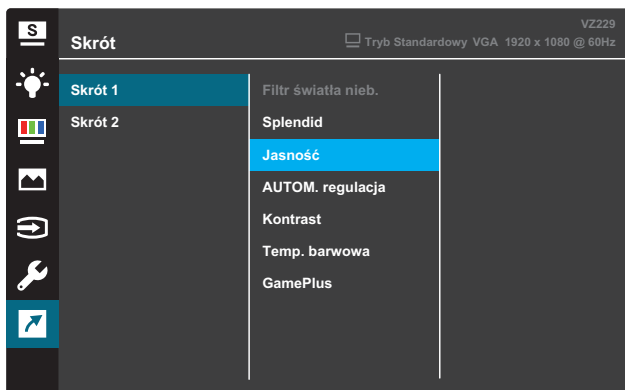 S
VZ229
Skrót
Tryb Standardowy VGA 1920 x 1080 @ 60Hz
Skrót 1
Skrót 2
Filtr światła nieb.
Splendid
Jasność
AUTOM. regulacja
Kontrast
Temp. barwowa
GamePlus